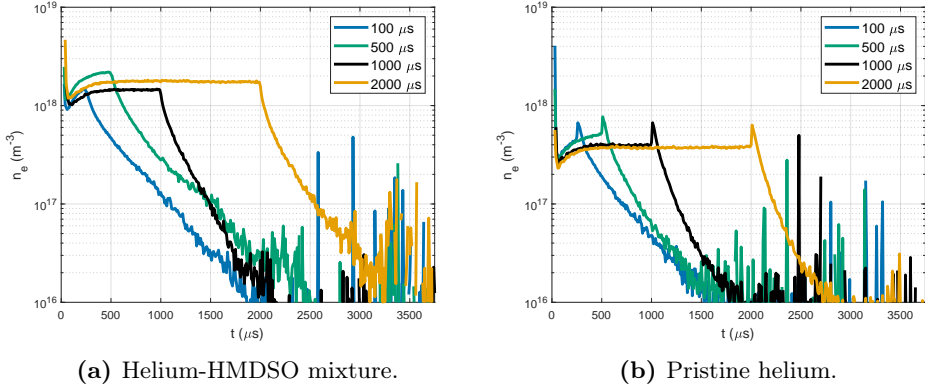 10^19
10^18
10^17
10^16
n_e (m^-3)
100 μs
500 μs
1000 μs
2000 μs
0 500 1000 1500 2000 2500 3000 3500
t (μs)
(a) Helium-HMDSO mixture.
10^19
10^18
10^17
10^16
n_e (m^-3)
100 μs
500 μs
1000 μs
2000 μs
0 500 1000 1500 2000 2500 3000 3500
t (μs)
(b) Pristine helium.